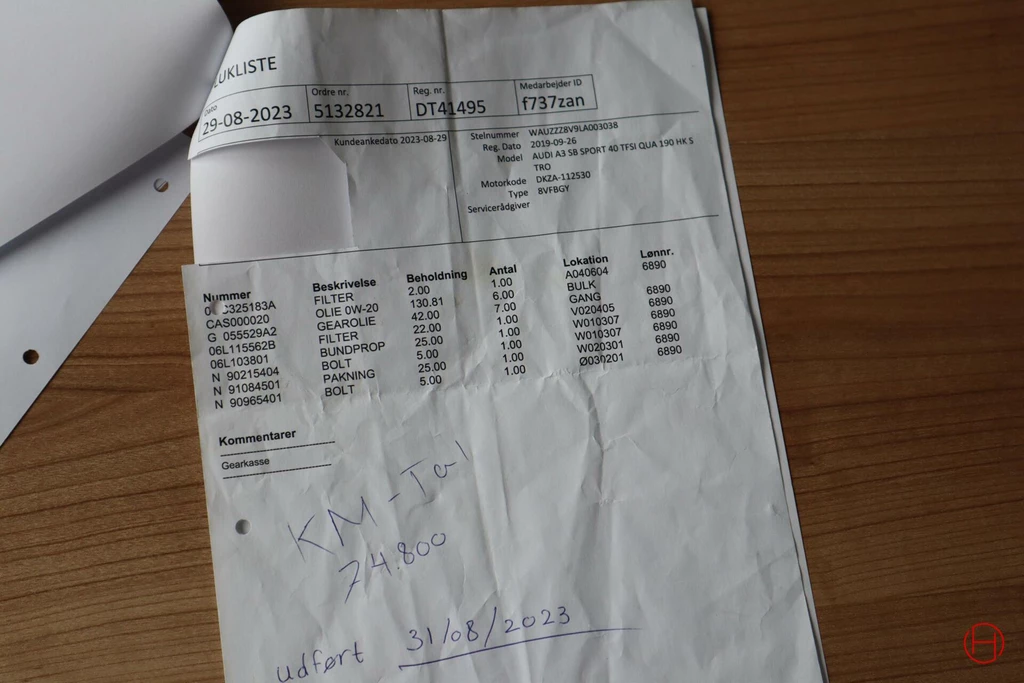 UKLISTE
Dato Ordre nr. Reg. nr. Medarbejder ID
29-08-2023 5132821 DT41495 f737zan
Kundeankedato 2023-08-29
Stelnummer WAUZZZ8V9LA003038
Reg. Dato 2019-09-26
Model AUDI A3 SB SPORT 40 TFSI QUA 190 HK S
TRO
Motorkode DKZA-112530
Type 8VFBGY
Servicerådgiver
Nummer Beskrivelse Beholdning Antal Lokation Lønnr.
325183A FILTER 2.00 1.00 A040604 6890
CAS000020 OLIE 0W-20 130.81 6.00 BULK
G 055529A2 GEAROLIE 42.00 7.00 GANG 6890
06L115562B FILTER 22.00 1.00 V020405 6890
06L103801 BUNDPROP 25.00 1.00 W010307 6890
N 90215404 BOLT 5.00 1.00 W010307 6890
N 91084501 PAKNING 25.00 1.00 W020301 6890
N 90965401 BOLT 5.00 1.00 Ø030201 6890
Kommentarer
Gearkasse
KM-Tal
74.800
udført 31/08/2023
H